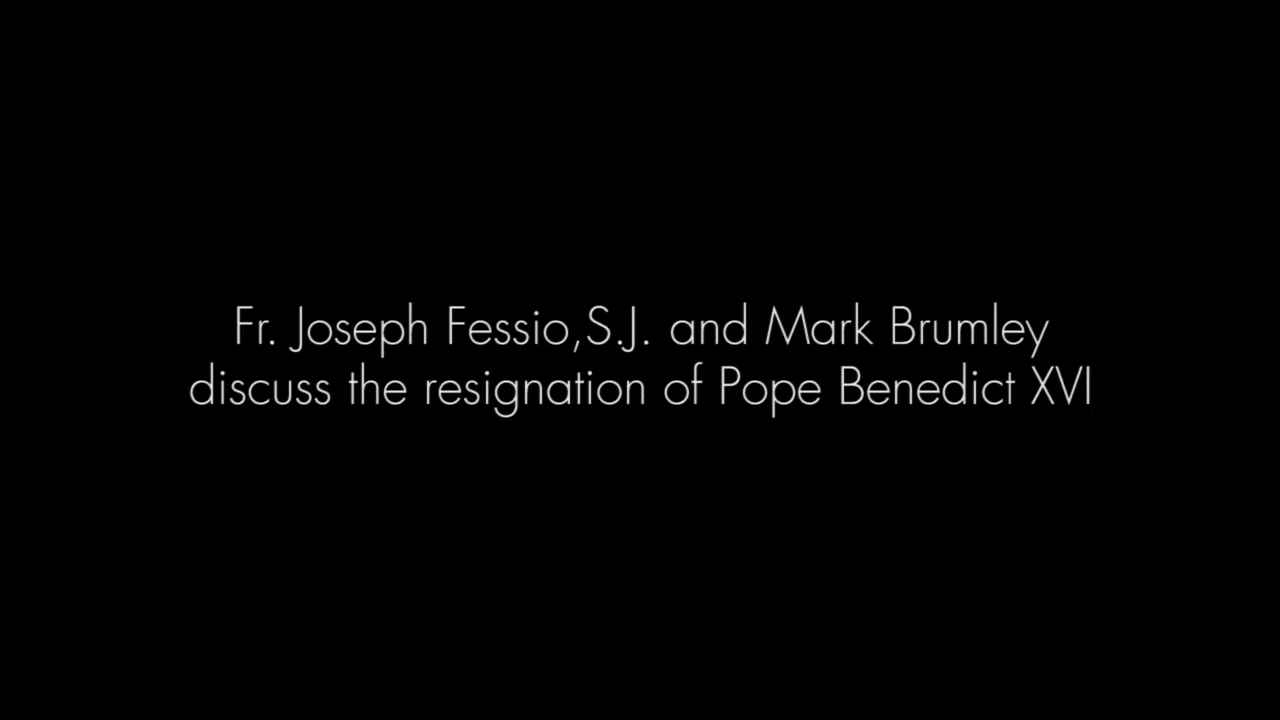 Fr. Joseph Fessio,S.J. and Mark Brumley
discuss the resignation of Pope Benedict XVI